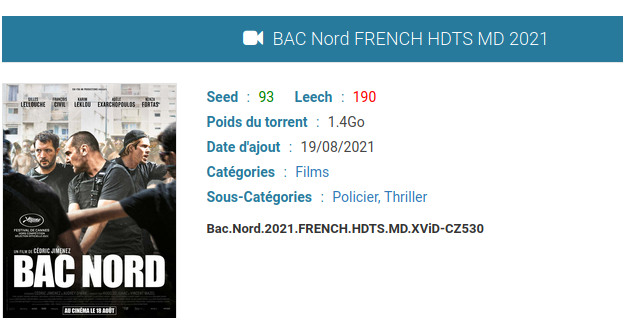 BAC Nord FRENCH HDTS MD 2021
Seed : 93 Leech : 190
Poids du torrent : 1.4Go
Date d'ajout : 19/08/2021
Catégories : Films
Sous-Catégories : Policier, Thriller
Bac.Nord.2021.FRENCH.HDTS.MD.XViD-CZ530
GILLES LELLOUCHE FRANÇOIS CIVIL KARIM LEKLOU ADÈLE EXARCHOPOULOS KENZA FORTAS
FESTIVAL DE CANNES
UN FILM DE CÉDRIC JIMENEZ
BAC NORD
AU CINÉMA LE 18 AOÛT